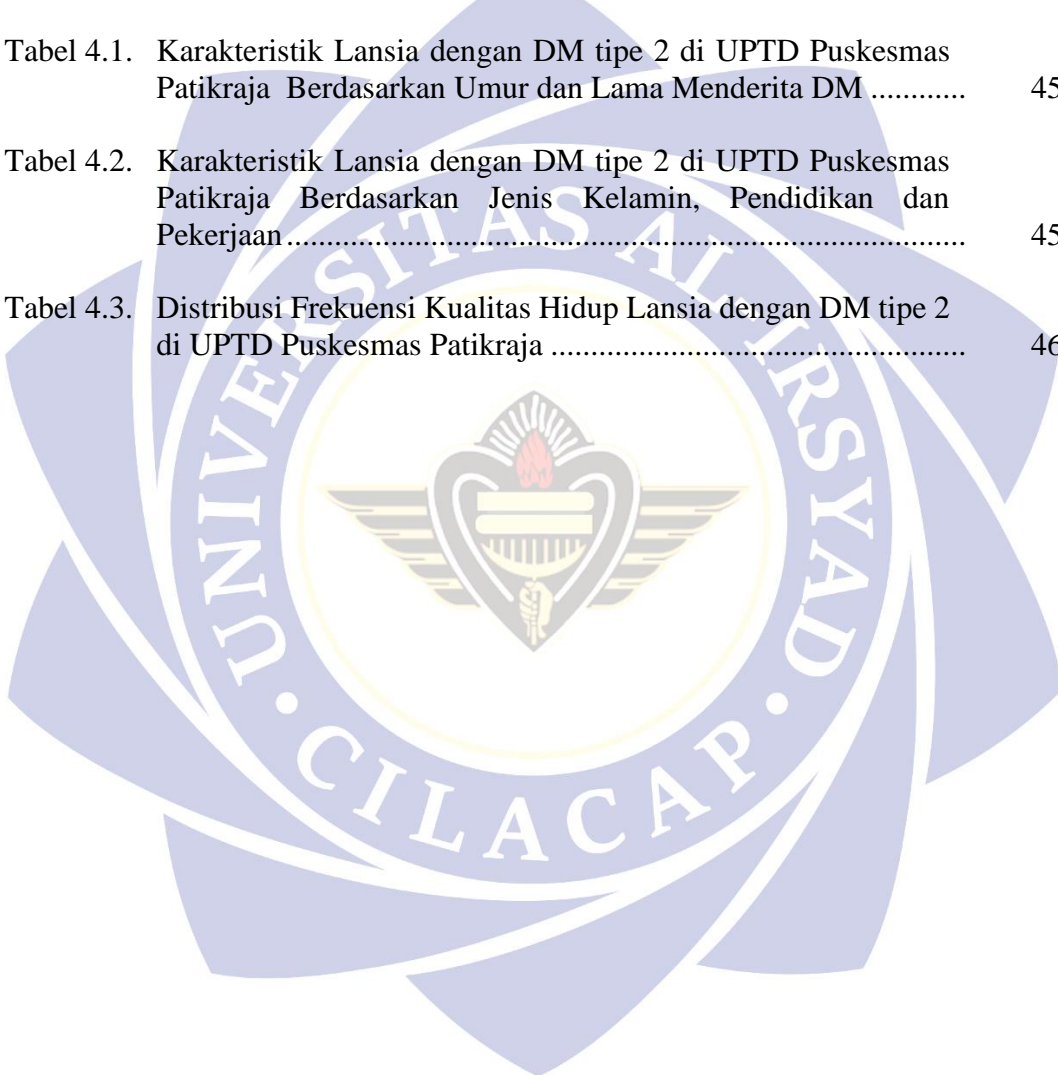 Tabel 4.1. Karakteristik Lansia dengan DM tipe 2 di UPTD Puskesmas
Patikraja Berdasarkan Umur dan Lama Menderita DM ............ 45
Tabel 4.2. Karakteristik Lansia dengan DM tipe 2 di UPTD Puskesmas
Patikraja Berdasarkan Jenis Kelamin, Pendidikan dan
Pekerjaan..................................................................................... 45
Tabel 4.3. Distribusi Frekuensi Kualitas Hidup Lansia dengan DM tipe 2
di UPTD Puskesmas Patikraja .................................................... 46
UNIVERSITAS AL-IRSYAD
• CILACAP •